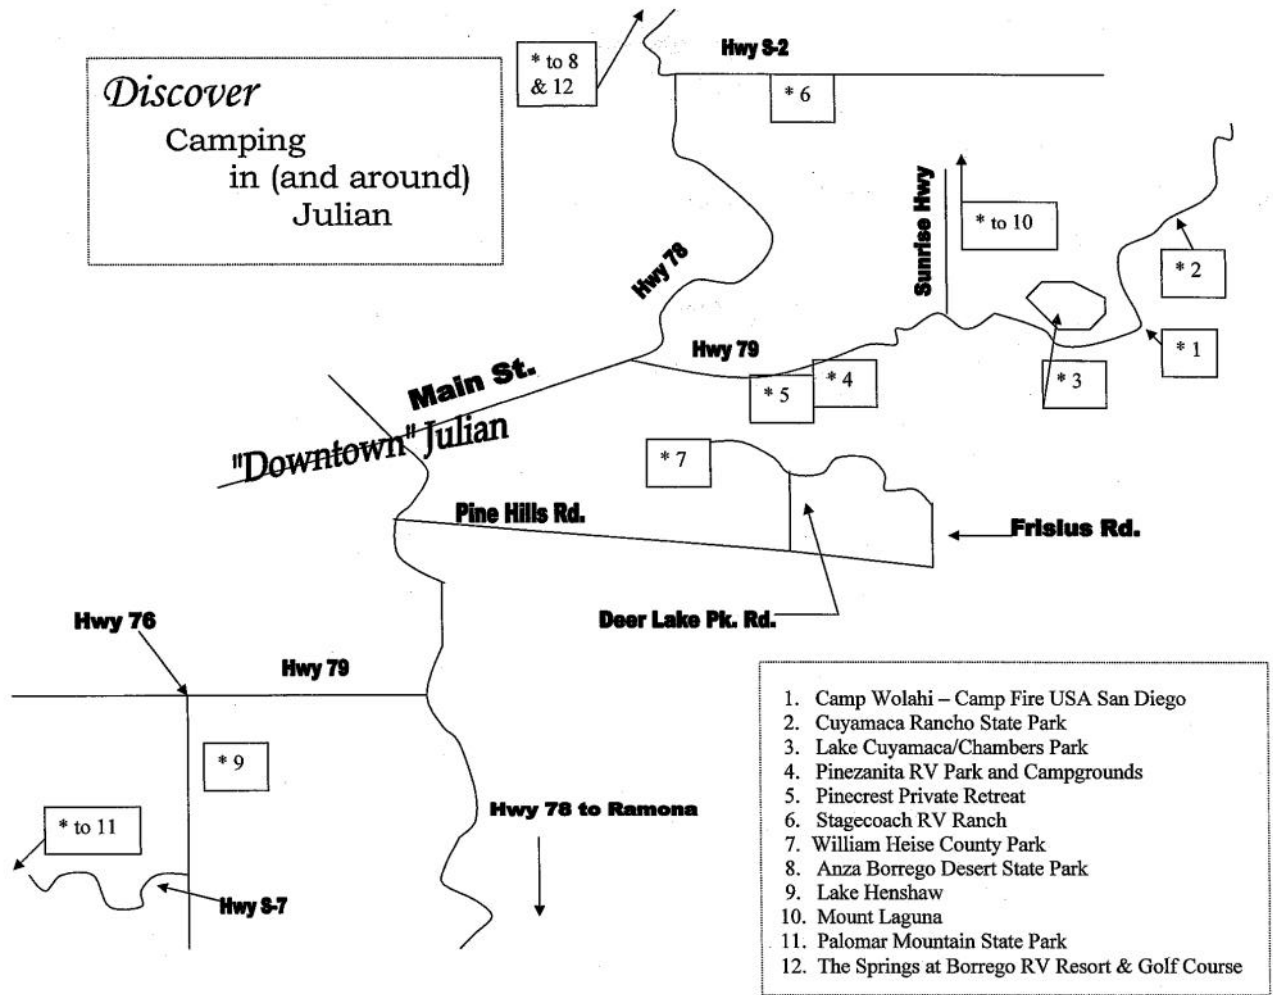 Discover
Camping
in (and around)
Julian
* to 8
& 12
Hwy S-2
* 6
Sunrise Hwy
* to 10
* 2
Hwy 78
* 1
Hwy 79
* 3
* 4
* 5
Main St.
"Downtown" Julian
* 7
Pine Hills Rd.
Frisius Rd.
Deer Lake Pk. Rd.
Hwy 76
Hwy 79
* 9
Hwy 78 to Ramona
* to 11
Hwy S-7
1. Camp Wolahi – Camp Fire USA San Diego
2. Cuyamaca Rancho State Park
3. Lake Cuyamaca/Chambers Park
4. Pinezanita RV Park and Campgrounds
5. Pinecrest Private Retreat
6. Stagecoach RV Ranch
7. William Heise County Park
8. Anza Borrego Desert State Park
9. Lake Henshaw
10. Mount Laguna
11. Palomar Mountain State Park
12. The Springs at Borrego RV Resort & Golf Course